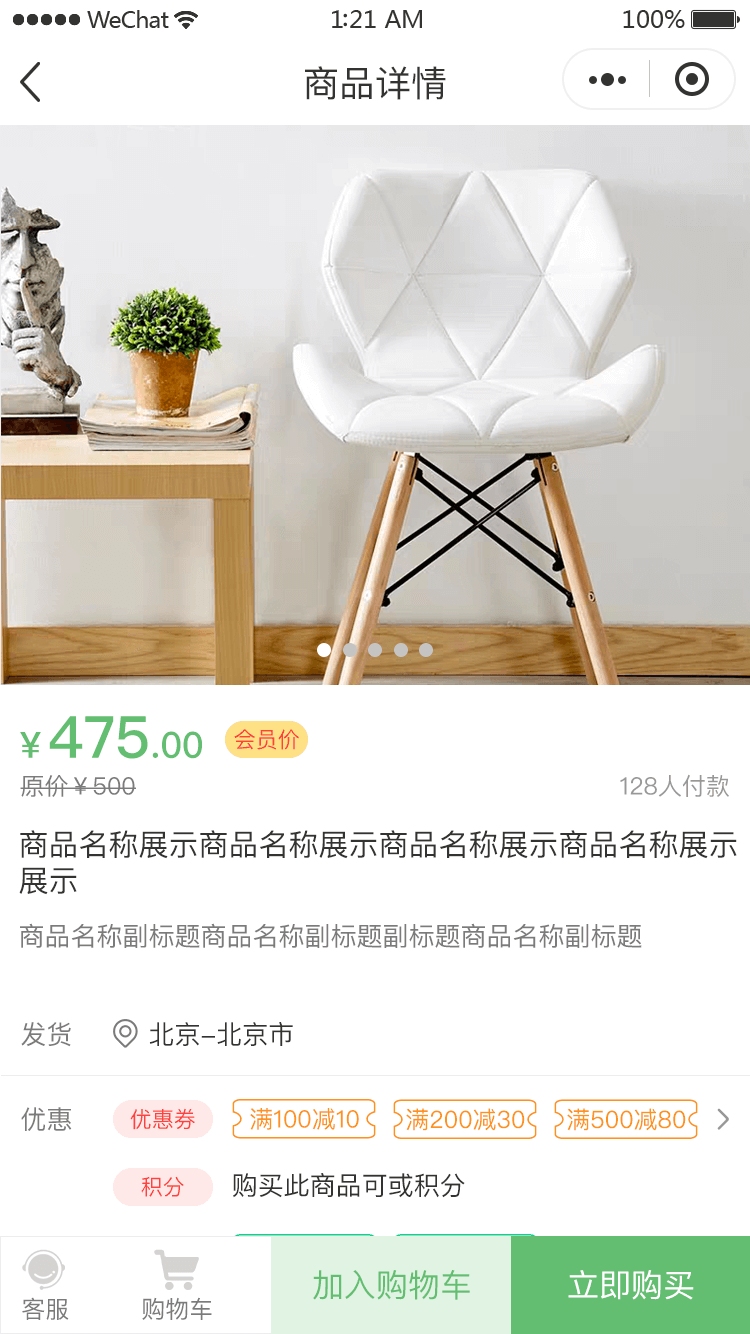 WeChat 1:21 AM 100%
商品详情
¥475.00 会员价
原价¥500 128人付款
商品名称展示商品名称展示商品名称展示商品名称展示
展示
商品名称副标题商品名称副标题副标题商品名称副标题
发货 北京–北京市
优惠 优惠券 满100减10 满200减30 满500减80
积分 购买此商品可或积分
客服 购物车 加入购物车 立即购买